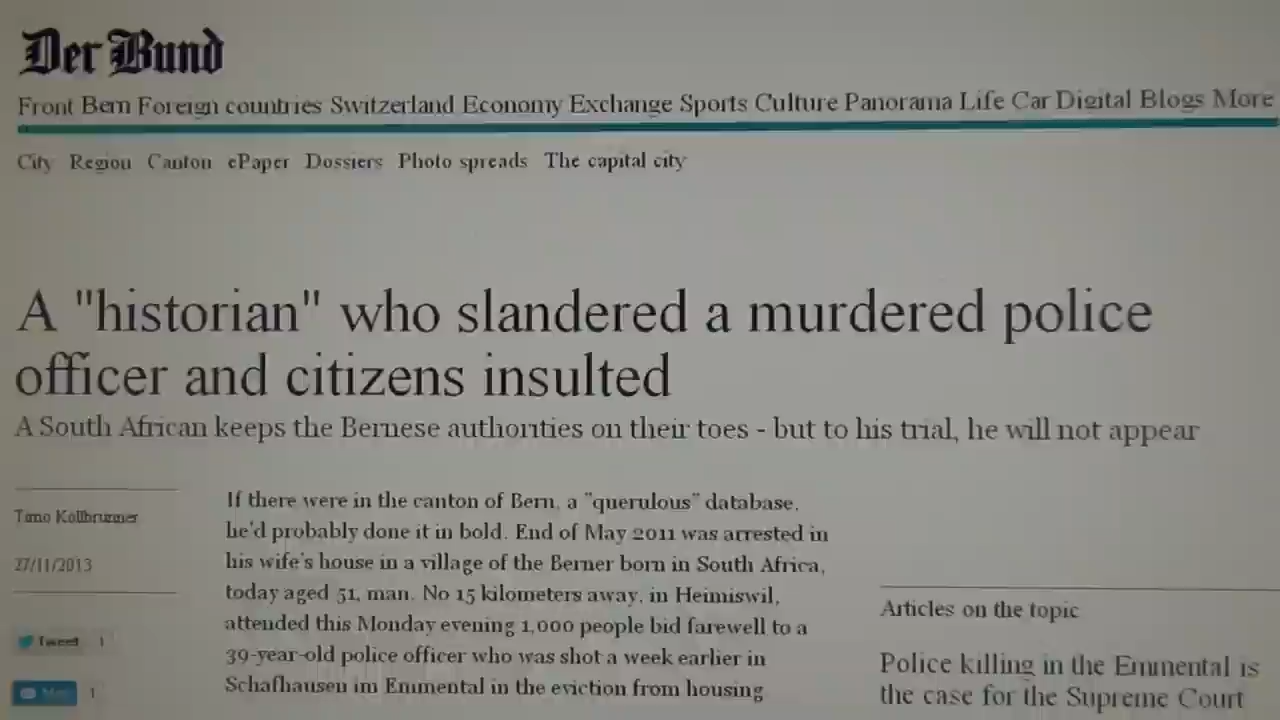 Der Bund
Front Bern Foreign countries Switzerland Economy Exchange Sports Culture Panorama Life Car Digital Blogs More
City Region Canton ePaper Dossiers Photo spreads The capital city
A "historian" who slandered a murdered police
officer and citizens insulted
A South African keeps the Bernese authorities on their toes - but to his trial, he will not appear
Timo Kollbrunner
27/11/2013
Tweet 1
1
If there were in the canton of Bern, a "querulous" database,
he'd probably done it in bold. End of May 2011 was arrested in
his wife's house in a village of the Berner born in South Africa,
today aged 51, man. No 15 kilometers away, in Heimiswil,
attended this Monday evening 1,000 people bid farewell to a
39-year-old police officer who was shot a week earlier in
Schafhausen im Emmental in the eviction from housing
Articles on the topic
Police killing in the Emmental is
the case for the Supreme Court